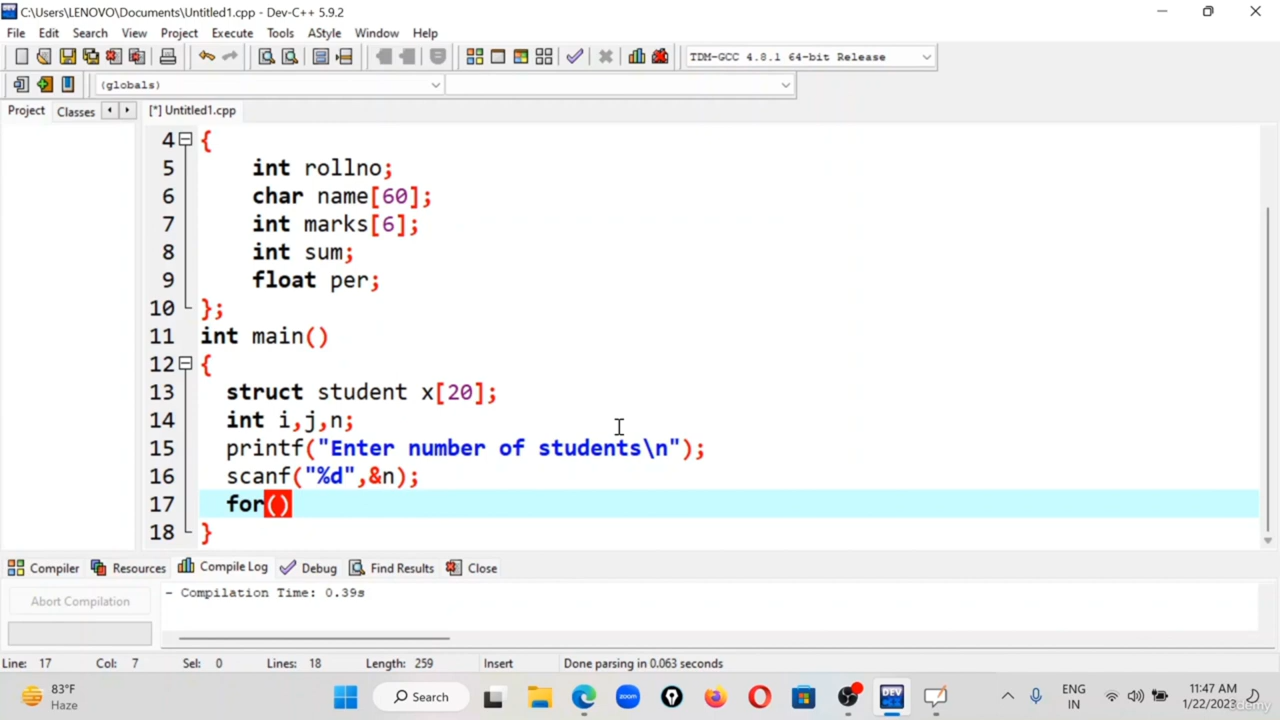 C:\Users\LENOVO\Documents\Untitled1.cpp - Dev-C++ 5.9.2
File Edit Search View Project Execute Tools AStyle Window Help
TDM-GCC 4.8.1 64-bit Release
(globals)
Project Classes [*] Untitled1.cpp
4 {
5 int rollno;
6 char name[60];
7 int marks[6];
8 int sum;
9 float per;
10 };
11 int main()
12 {
13 struct student x[20];
14 int i,j,n;
15 printf("Enter number of students\n");
16 scanf("%d",&n);
17 for()
18 }
Compiler Resources Compile Log Debug Find Results Close
- Compilation Time: 0.39s
Abort Compilation
Line: 17 Col: 7 Sel: 0 Lines: 18 Length: 259 Insert Done parsing in 0.063 seconds
83°F
Haze
Search
DEV
zoom
ENG
IN
11:47 AM
1/22/2023
Udemy